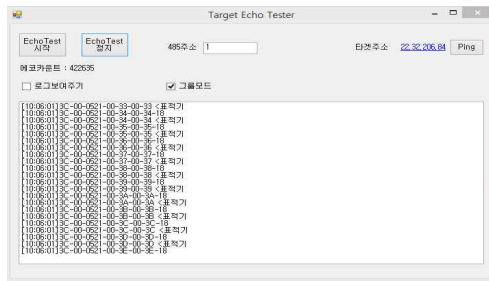 Target Echo Tester
EchoTest 시작
EchoTest 정지
485주소 1
타겟주소 22.32.206.84 Ping
에코카운트 : 422635
로그보여주기
그룹모드
[10:06:01]3C-00-0521-00-33-00-33 <표적기
[10:06:01]3C-00-0521-00-34-00-34-18
[10:06:01]3C-00-0521-00-34-00-34 <표적기
[10:06:01]3C-00-0521-00-35-00-35-18
[10:06:01]3C-00-0521-00-35-00-35 <표적기
[10:06:01]3C-00-0521-00-36-00-36-18
[10:06:01]3C-00-0521-00-36-00-36 <표적기
[10:06:01]3C-00-0521-00-37-00-37-18
[10:06:01]3C-00-0521-00-37-00-37 <표적기
[10:06:01]3C-00-0521-00-38-00-38-18
[10:06:01]3C-00-0521-00-38-00-38 <표적기
[10:06:01]3C-00-0521-00-39-00-39-18
[10:06:01]3C-00-0521-00-39-00-39 <표적기
[10:06:01]3C-00-0521-00-3A-00-3A-18
[10:06:01]3C-00-0521-00-3A-00-3A <표적기
[10:06:01]3C-00-0521-00-3B-00-3B-18
[10:06:01]3C-00-0521-00-3B-00-3B <표적기
[10:06:01]3C-00-0521-00-3C-00-3C-18
[10:06:01]3C-00-0521-00-3C-00-3C <표적기
[10:06:01]3C-00-0521-00-3D-00-3D-18
[10:06:01]3C-00-0521-00-3D-00-3D <표적기
[10:06:01]3C-00-0521-00-3E-00-3E-18